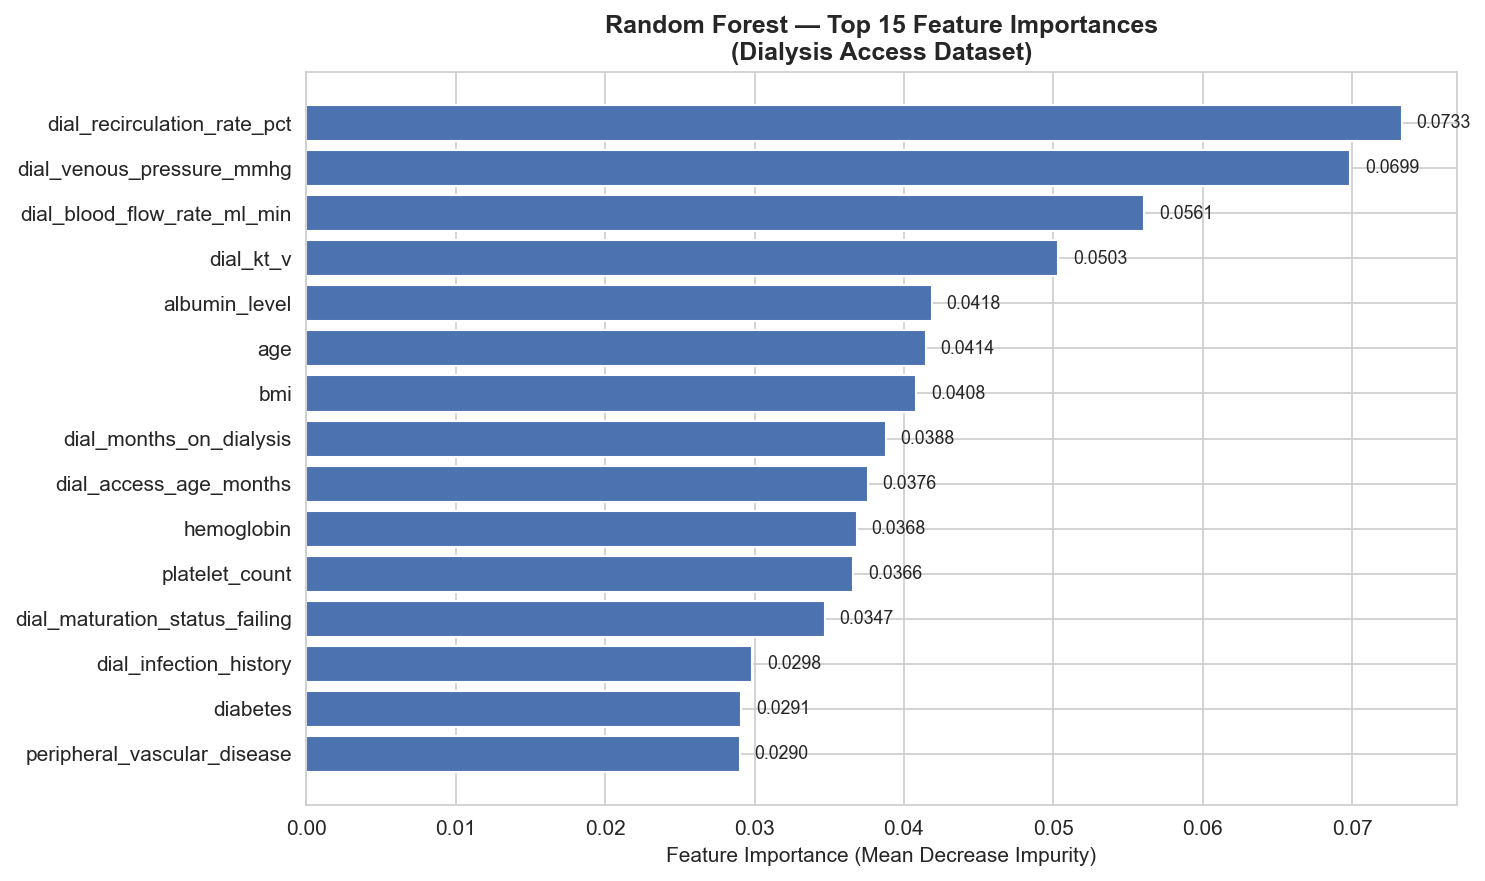 Random Forest — Top 15 Feature Importances
(Dialysis Access Dataset)
dial_recirculation_rate_pct 0.0733
dial_venous_pressure_mmhg 0.0699
dial_blood_flow_rate_ml_min 0.0561
dial_kt_v 0.0503
albumin_level 0.0418
age 0.0414
bmi 0.0408
dial_months_on_dialysis 0.0388
dial_access_age_months 0.0376
hemoglobin 0.0368
platelet_count 0.0366
dial_maturation_status_failing 0.0347
dial_infection_history 0.0298
diabetes 0.0291
peripheral_vascular_disease 0.0290
0.00 0.01 0.02 0.03 0.04 0.05 0.06 0.07
Feature Importance (Mean Decrease Impurity)